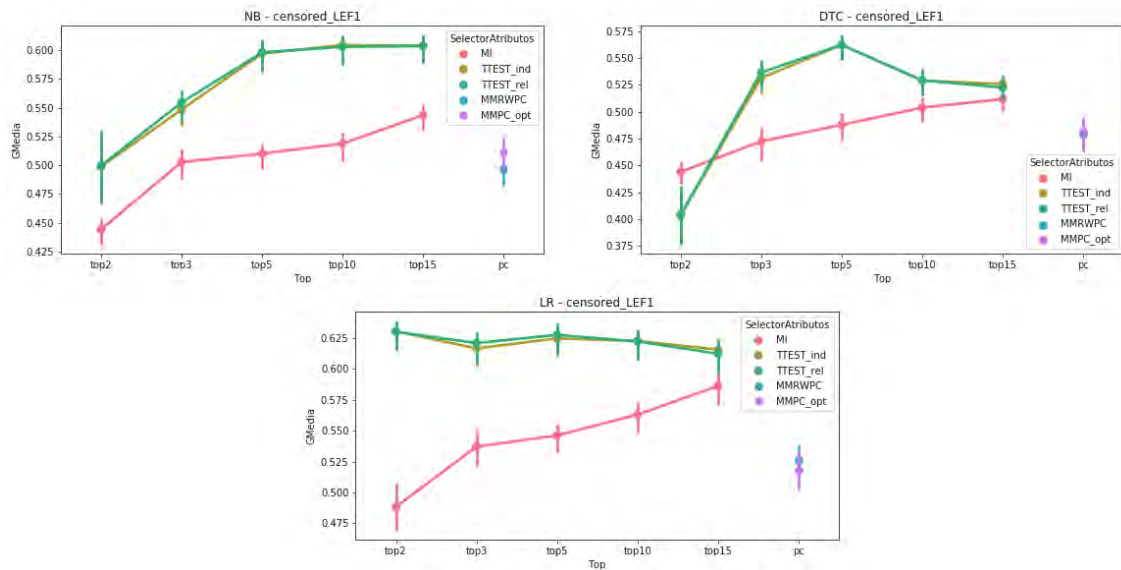 NB - censored_LEF1
GMedia
0.600
0.575
0.550
0.525
0.500
0.475
0.450
0.425
top2 top3 top5 top10 top15 pc
Top
SelectorAtributos
MI
TTEST_ind
TTEST_rel
MMRWPC
MMPC_opt
DTC - censored_LEF1
GMedia
0.575
0.550
0.525
0.500
0.475
0.450
0.425
0.400
0.375
top2 top3 top5 top10 top15 pc
Top
SelectorAtributos
MI
TTEST_ind
TTEST_rel
MMRWPC
MMPC_opt
LR - censored_LEF1
GMedia
0.625
0.600
0.575
0.550
0.525
0.500
0.475
top2 top3 top5 top10 top15 pc
Top
SelectorAtributos
MI
TTEST_ind
TTEST_rel
MMRWPC
MMPC_opt